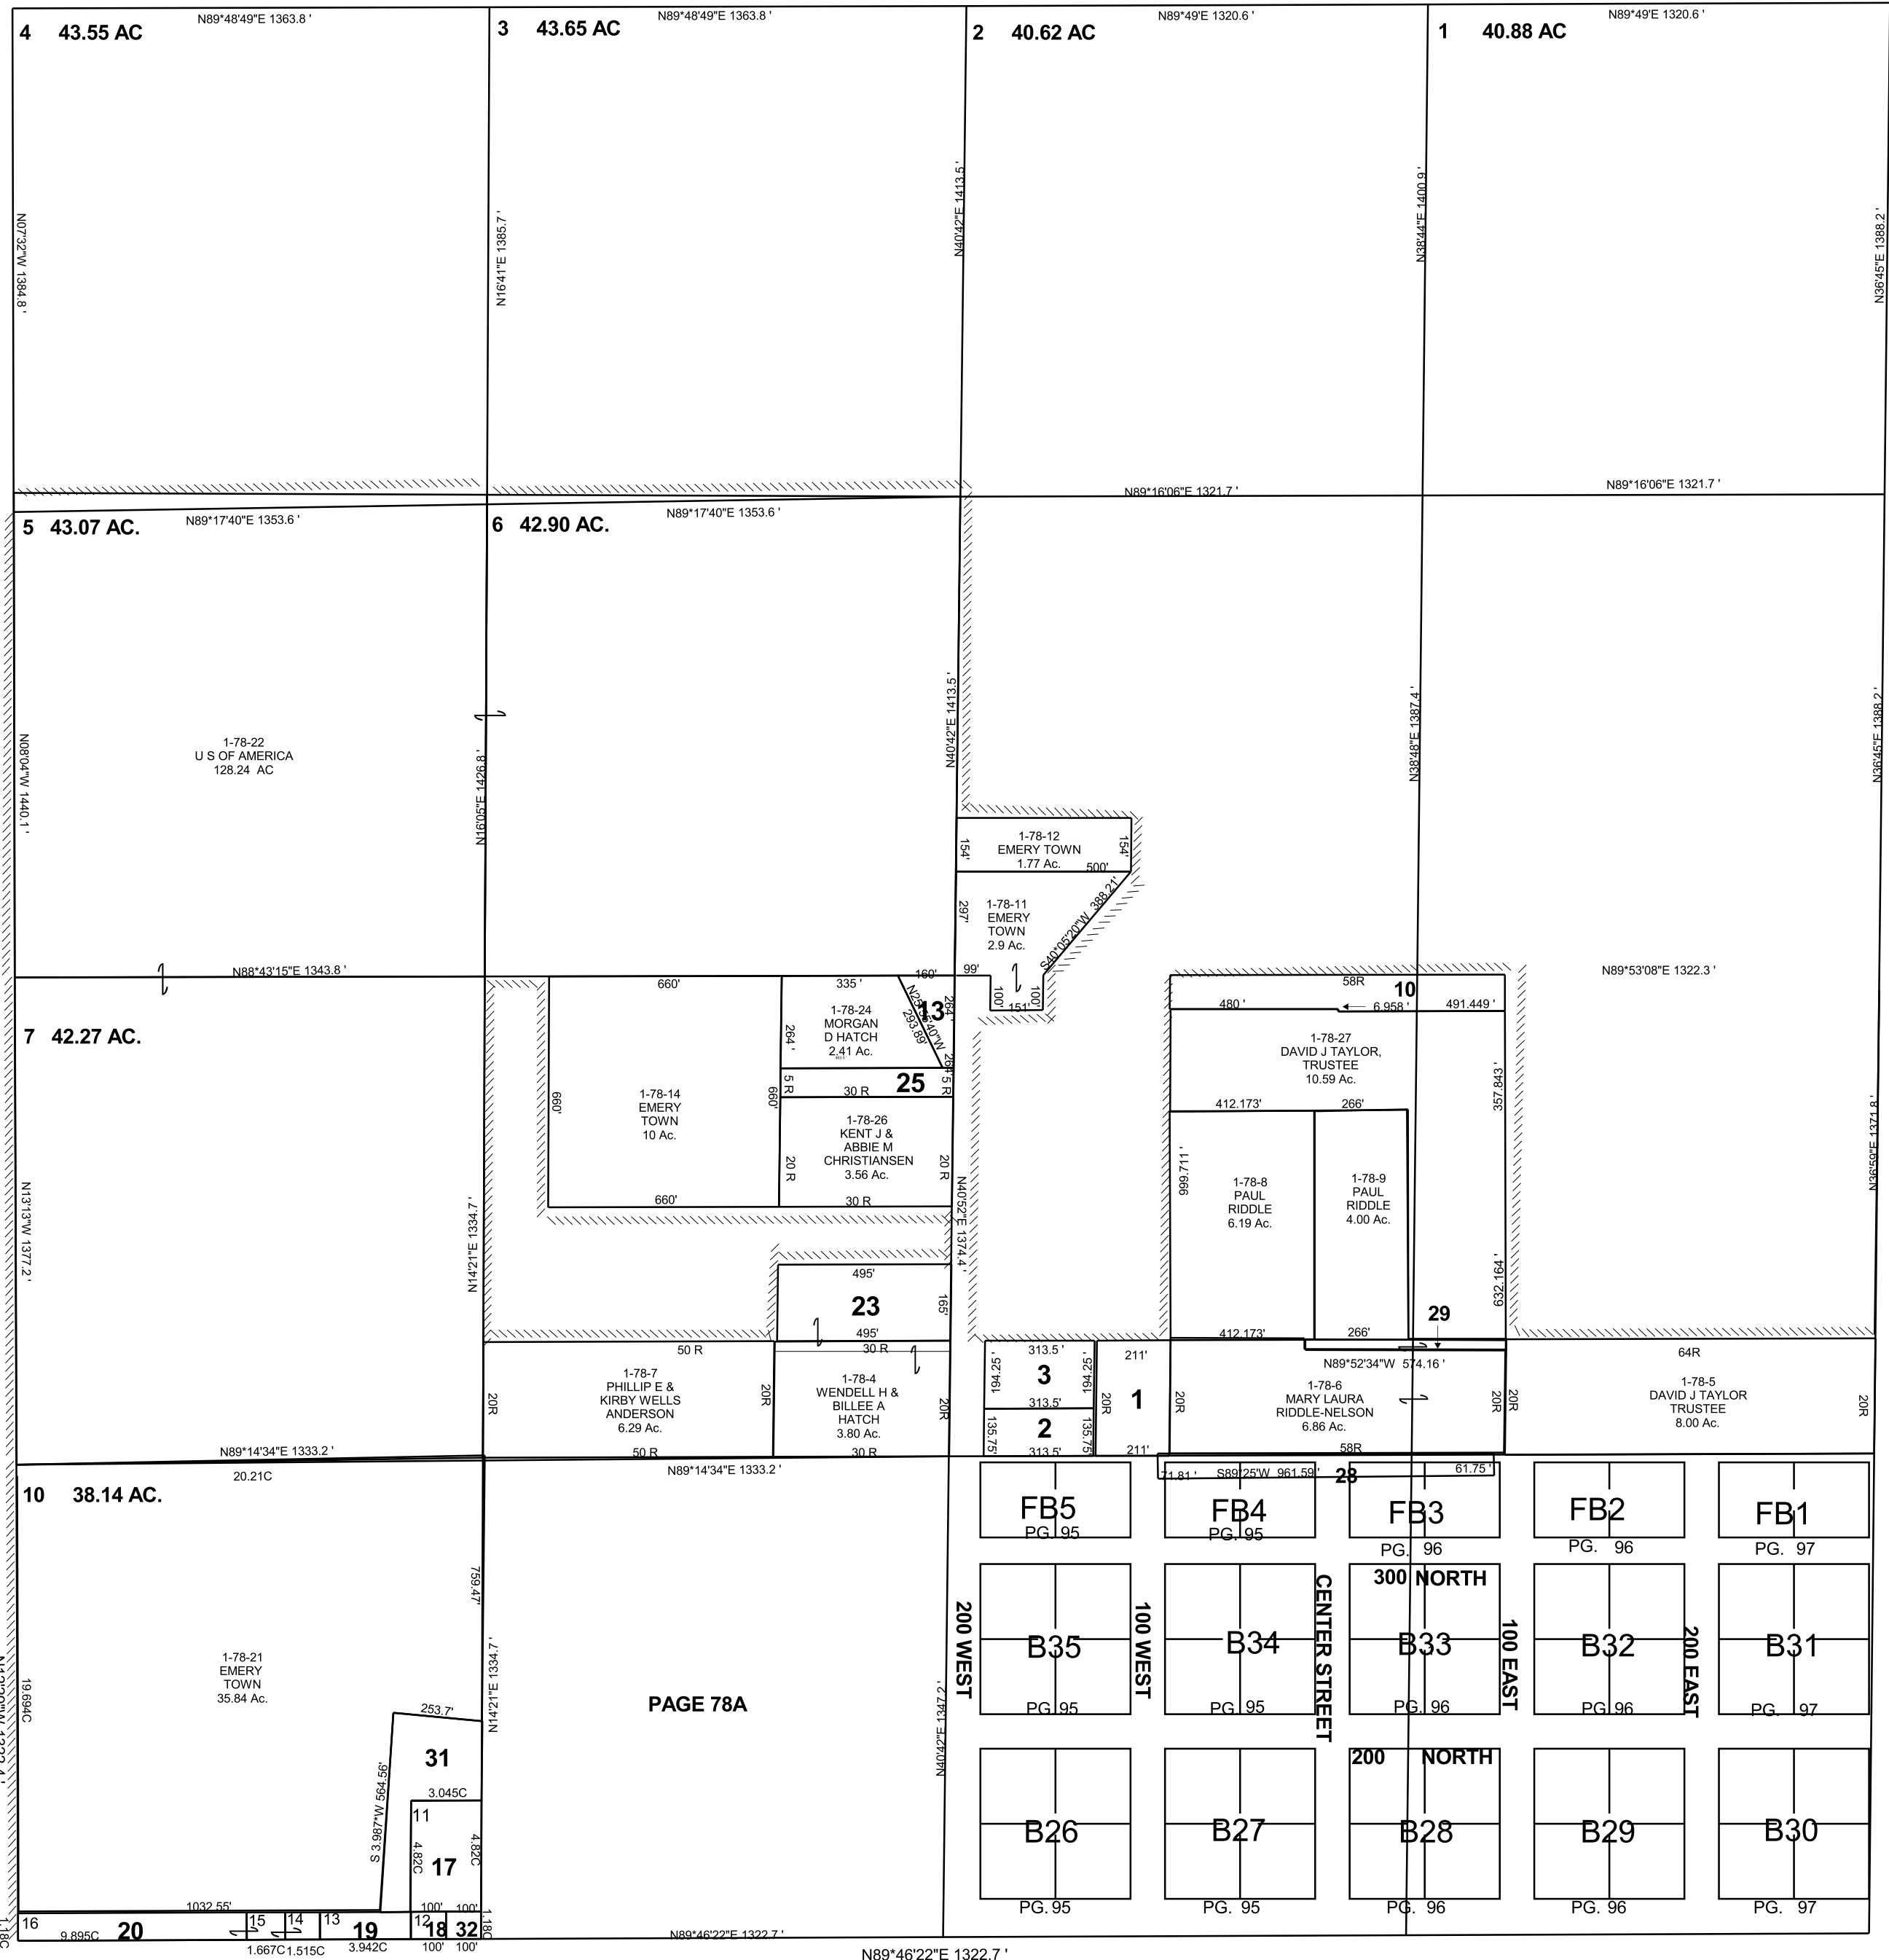 N89*48'49"E 1363.8 '
N89*48'49"E 1363.8 '
N89*49'E 1320.6 '
N89*49'E 1320.6 '
4 43.55 AC
3 43.65 AC
2 40.62 AC
1 40.88 AC
N07'32"W 1384.8 '
N16'41"E 1385.7 '
N40'42"E 1413.5 '
N38'44"E 1400.9 '
N36'45"E 1388.2 '
N89*16'06"E 1321.7 '
N89*16'06"E 1321.7 '
5 43.07 AC.
N89*17'40"E 1353.6 '
6 42.90 AC.
N89*17'40"E 1353.6 '
1-78-22
U S OF AMERICA
128.24 AC
N08'04"W 1440.1 '
N16'05"E 1426.8 '
N40'42"E 1413.5 '
N38'48"E 1387.4 '
N36'45"E 1388.2 '
1-78-12
EMERY TOWN
1.77 Ac.
154'
154'
500'
1-78-11
EMERY
TOWN
2.9 Ac.
297'
S40*05'20"W 388.21'
99'
100'
151'
100'
N88*43'15"E 1343.8 '
N89*53'08"E 1322.3 '
7 42.27 AC.
660'
335 '
160'
1-78-24
MORGAN
D HATCH
2.41 Ac.
264 '
293.89'
13
264 '
264'
5 R
30 R
25
5 R
1-78-14
EMERY
TOWN
10 Ac.
660'
660'
660'
1-78-26
KENT J &
ABBIE M
CHRISTIANSEN
3.56 Ac.
20 R
20 R
30 R
58R
10
480 '
6.958 '
491.449 '
1-78-27
DAVID J TAYLOR,
TRUSTEE
10.59 Ac.
357.843 '
412.173'
266'
999.711 '
1-78-8
PAUL
RIDDLE
6.19 Ac.
1-78-9
PAUL
RIDDLE
4.00 Ac.
632.164'
29
412.173'
266'
N13'13"W 1377.2 '
N14'21"E 1334.7 '
N40'52"E 1374.4 '
N36'59"E 1371.8 '
495'
23
165'
495'
50 R
30 R
1-78-7
PHILLIP E &
KIRBY WELLS
ANDERSON
6.29 Ac.
20R
20R
50 R
1-78-4
WENDELL H &
BILLEE A
HATCH
3.80 Ac.
20R
30 R
313.5 '
194.25 '
3
194.25 '
313.5'
135.75'
2
135.75'
313.5'
211'
20R
1
211'
N89*52'34"W 574.16 '
1-78-6
MARY LAURA
RIDDLE-NELSON
6.86 Ac.
20R
20R
58R
64R
1-78-5
DAVID J TAYLOR
TRUSTEE
8.00 Ac.
20R
20R
N89*14'34"E 1333.2 '
N89*14'34"E 1333.2 '
71.81 '
S89*25'W 961.59 '
28
61.75 '
20.21C
10 38.14 AC.
FB5
PG. 95
FB4
PG. 95
FB3
PG. 96
FB2
PG. 96
FB1
PG. 97
300 NORTH
759.47'
200 WEST
100 WEST
CENTER STREET
100 EAST
200 EAST
B35
PG. 95
B34
PG. 95
B33
PG. 96
B32
PG. 96
B31
PG. 97
1-78-21
EMERY
TOWN
35.84 Ac.
19.694C
N14'21"E 1334.7 '
PAGE 78A
N40'42"E 1347.2 '
253.7'
31
S 3.987*W 564.56'
3.045C
11
4.82C
17
4.82C
200 NORTH
B26
PG. 95
B27
PG. 95
B28
PG. 96
B29
PG. 96
B30
PG. 97
1032.55'
100'
100'
1.18C
1.18C
16
9.895C
20
15
14
13
19
12
18
32
1.667C
1.515C
3.942C
100'
100'
N89*46'22"E 1322.7 '
N89*46'22"E 1322.7 '